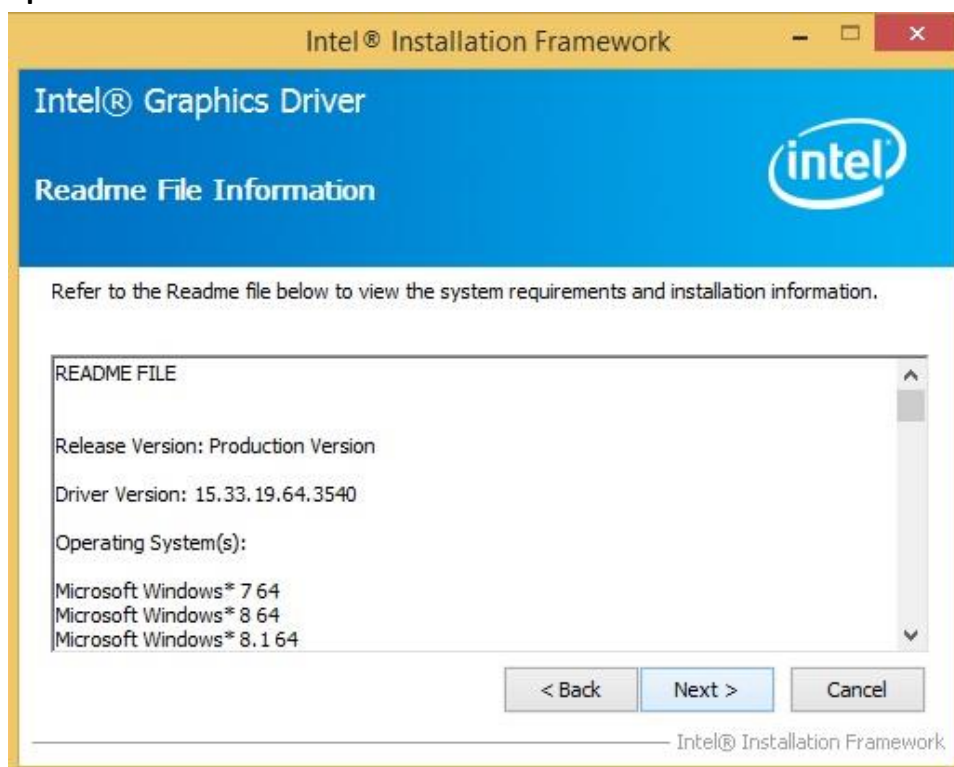 Intel® Installation Framework
Intel® Graphics Driver
intel
Readme File Information
Refer to the Readme file below to view the system requirements and installation information.
README FILE
Release Version: Production Version
Driver Version: 15.33.19.64.3540
Operating System(s):
Microsoft Windows* 7 64
Microsoft Windows* 8 64
Microsoft Windows* 8.1 64
< Back Next > Cancel
Intel® Installation Framework